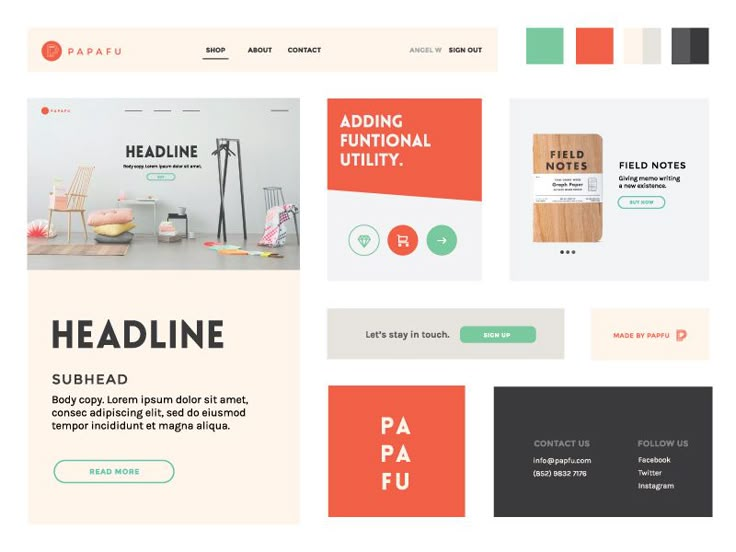 PAPAFU
SHOP ABOUT CONTACT
ANGEL W SIGN OUT
PAPAFU
HEADLINE
Body copy. Lorem ipsum dolor sit amet.
HEADLINE
SUBHEAD
Body copy. Lorem ipsum dolor sit amet,
consec adipiscing elit, sed do eiusmod
tempor incididunt et magna aliqua.
READ MORE
ADDING
FUNTIONAL
UTILITY.
FIELD
NOTES
Graph Paper
FIELD NOTES
Giving memo writing
a new existence.
BUY NOW
Let's stay in touch.
SIGN UP
MADE BY PAPFU
PA
PA
FU
CONTACT US
info@papfu.com
(852) 9832 7176
FOLLOW US
Facebook
Twitter
Instagram